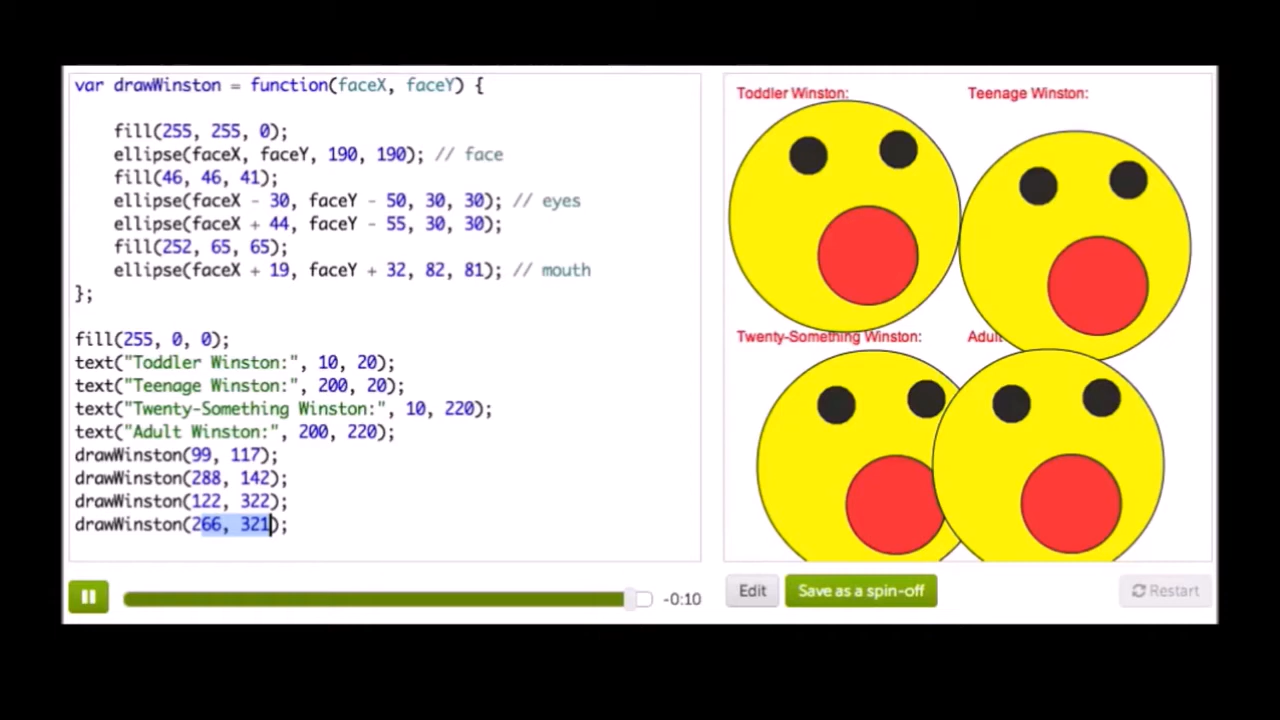 var drawWinston = function(faceX, faceY) {
fill(255, 255, 0);
ellipse(faceX, faceY, 190, 190); // face
fill(46, 46, 41);
ellipse(faceX - 30, faceY - 50, 30, 30); // eyes
ellipse(faceX + 44, faceY - 55, 30, 30);
fill(252, 65, 65);
ellipse(faceX + 19, faceY + 32, 82, 81); // mouth
};
fill(255, 0, 0);
text("Toddler Winston:", 10, 20);
text("Teenage Winston:", 200, 20);
text("Twenty-Something Winston:", 10, 220);
text("Adult Winston:", 200, 220);
drawWinston(99, 117);
drawWinston(288, 142);
drawWinston(122, 322);
drawWinston(266, 321);
Toddler Winston: Teenage Winston:
Twenty-Something Winston: Adult
-0:10 Edit Save as a spin-off Restart